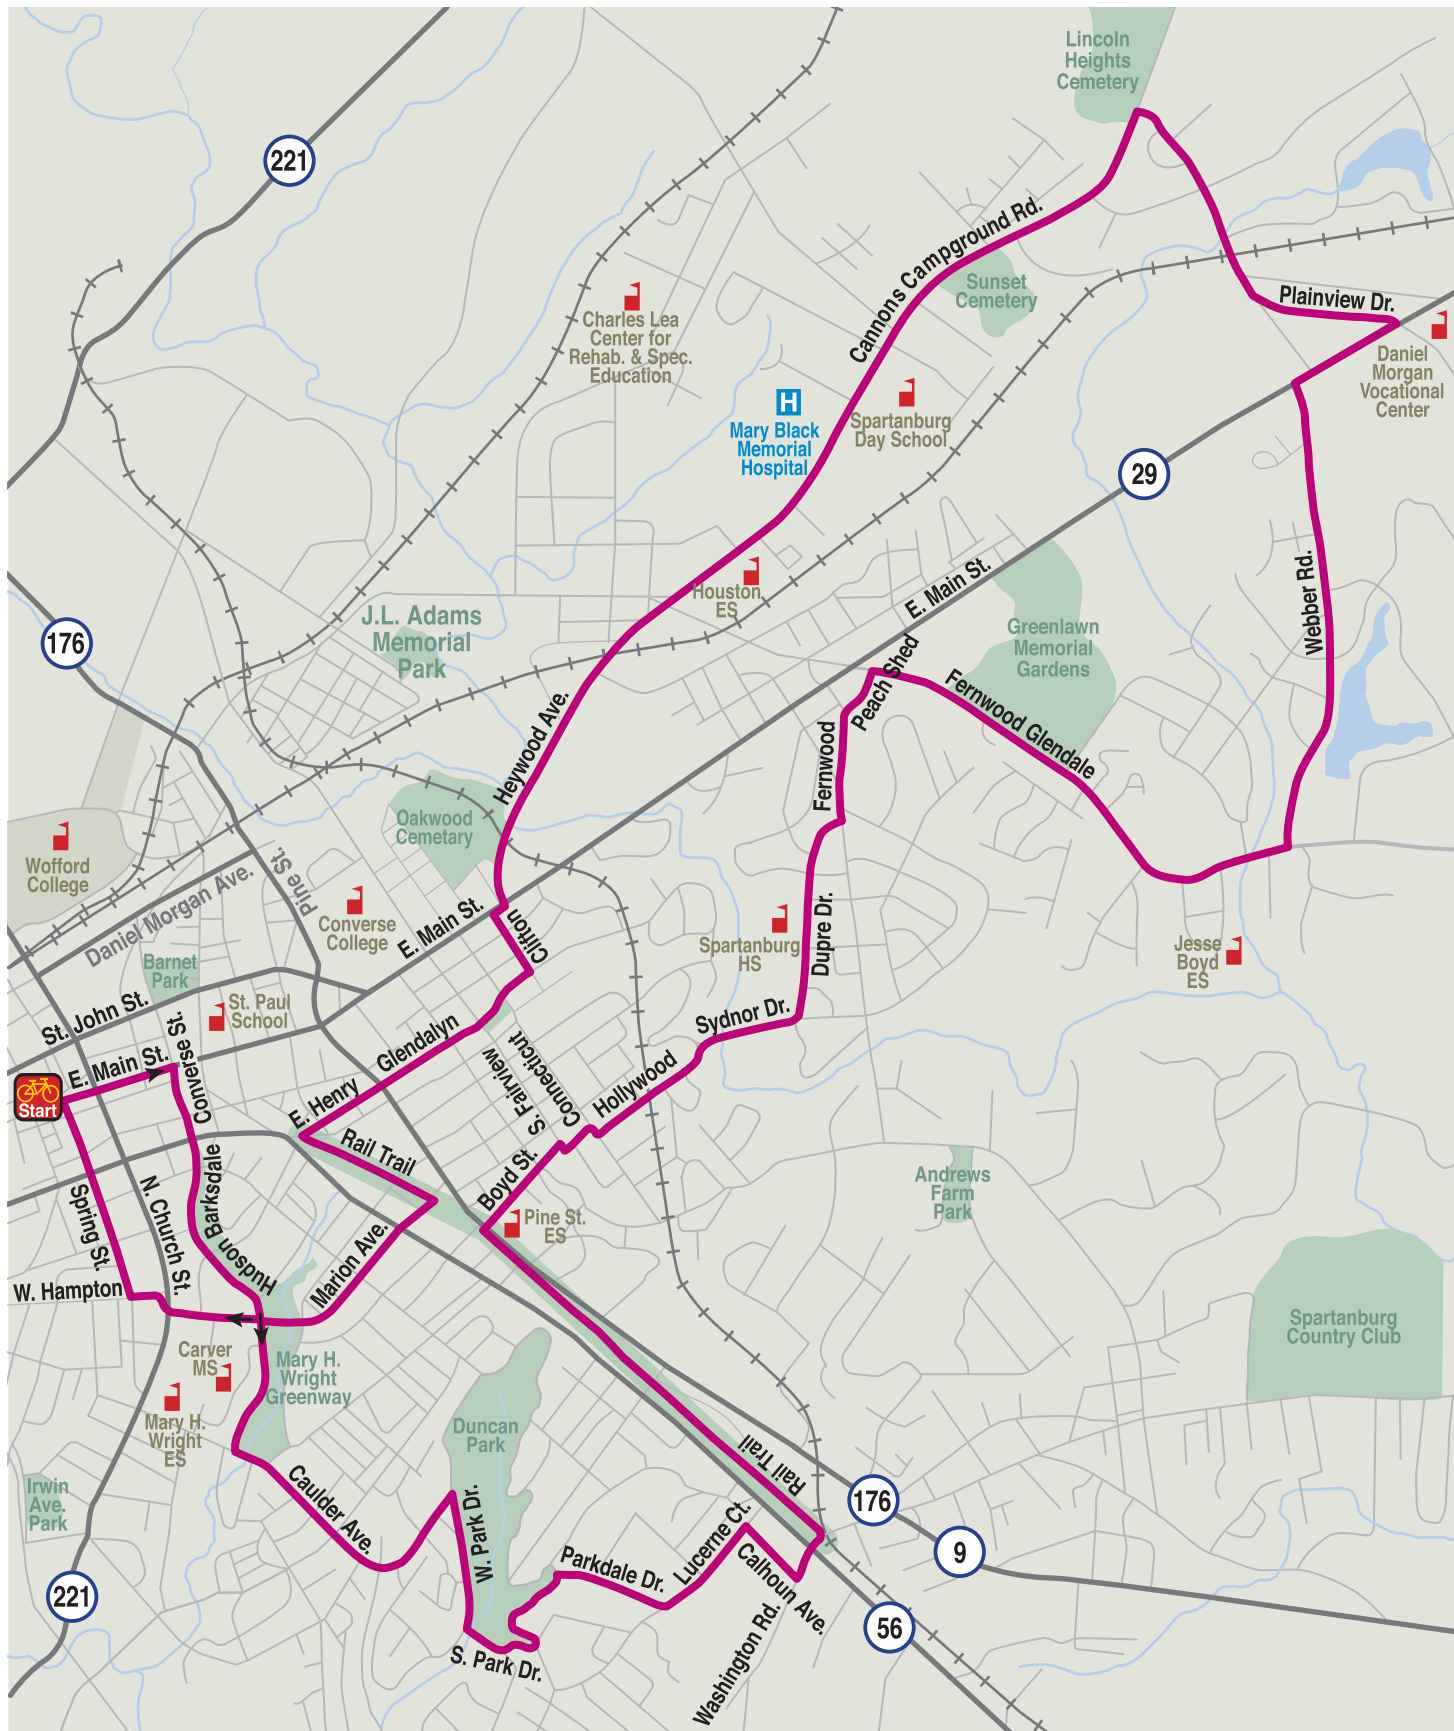 Lincoln
Heights
Cemetery
221
Cannons Campground Rd.
Sunset
Cemetery
Plainview Dr.
Charles Lea
Center for
Rehab. & Spec.
Education
Daniel
Morgan
Vocational
Center
H
Mary Black
Memorial
Hospital
Spartanburg
Day School
29
Houston
ES
E. Main St.
Webber Rd.
J.L. Adams
Memorial
Park
176
Greenlawn
Memorial
Gardens
Peach Shed
Fernwood Glendale
Heywood Ave.
Fernwood
Oakwood
Cemetary
Wofford
College
Pine St.
Daniel Morgan Ave.
Converse
College
E. Main St.
Clifton
Spartanburg
HS
Dupre Dr.
Jesse
Boyd
ES
Barnet
Park
St. John St.
St. Paul
School
Sydnor Dr.
Converse St.
E. Main St.
Start
Glendalyn
S. Fairview
Connecticut
Hollywood
E. Henry
Rail Trail
Boyd St.
Barksdale
Andrews
Farm
Park
Spring St.
N. Church St.
Pine St.
ES
Marion Ave.
Hudson
W. Hampton
Carver
MS
Mary H.
Wright
Greenway
Spartanburg
Country Club
Mary H.
Wright
ES
Duncan
Park
Rail Trail
Irwin
Ave.
Park
Caulder Ave.
W. Park Dr.
176
Lucerne Ct.
9
Parkdale Dr.
Calhoun Ave.
221
56
Washington Rd.
S. Park Dr.